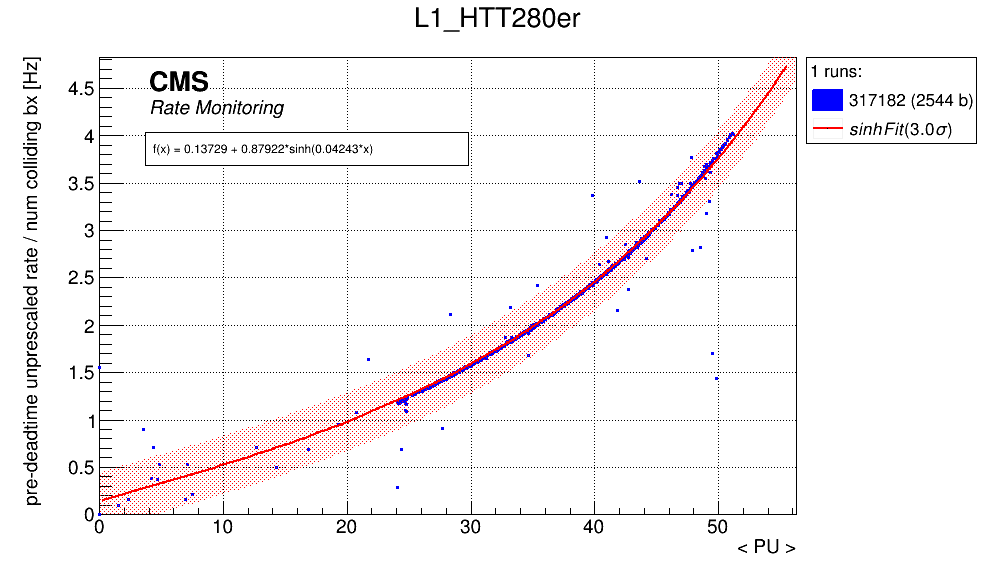 L1_HTT280er
pre-deadtime unprescaled rate / num colliding bx [Hz]
CMS
Rate Monitoring
f(x) = 0.13729 + 0.87922*sinh(0.04243*x)
1 runs:
317182 (2544 b)
sinhFit(3.0σ)
4.5
4
3.5
3
2.5
2
1.5
1
0.5
0
0 10 20 30 40 50
< PU >